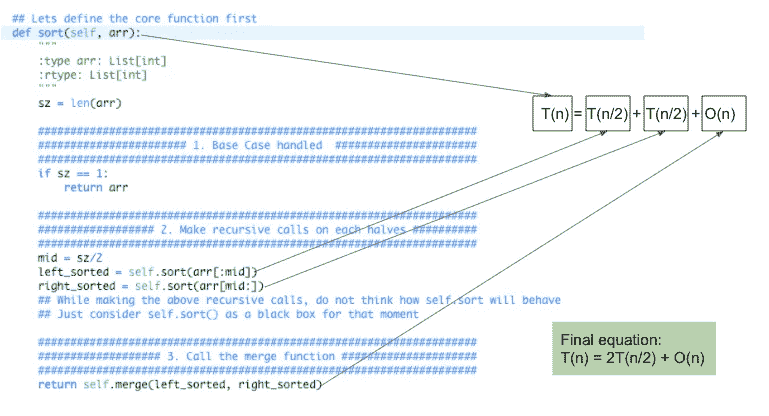 ## Lets define the core function first
def sort(self, arr):
"""
:type arr: List[int]
:rtype: List[int]
"""
sz = len(arr)
###################################################################
####################### 1. Base Case handled ######################
###################################################################
if sz == 1:
return arr
###################################################################
################## 2. Make recursive calls on each halves ##########
###################################################################
mid = sz/2
left_sorted = self.sort(arr[:mid])
right_sorted = self.sort(arr[mid:])
## While making the above recursive calls, do not think how self.sort will behave
## Just consider self.sort() as a black box for that moment
###################################################################
################### 3. Call the merge function #####################
###################################################################
return self.merge(left_sorted, right_sorted)
T(n) = T(n/2) + T(n/2) + O(n)
Final equation:
T(n) = 2T(n/2) + O(n)